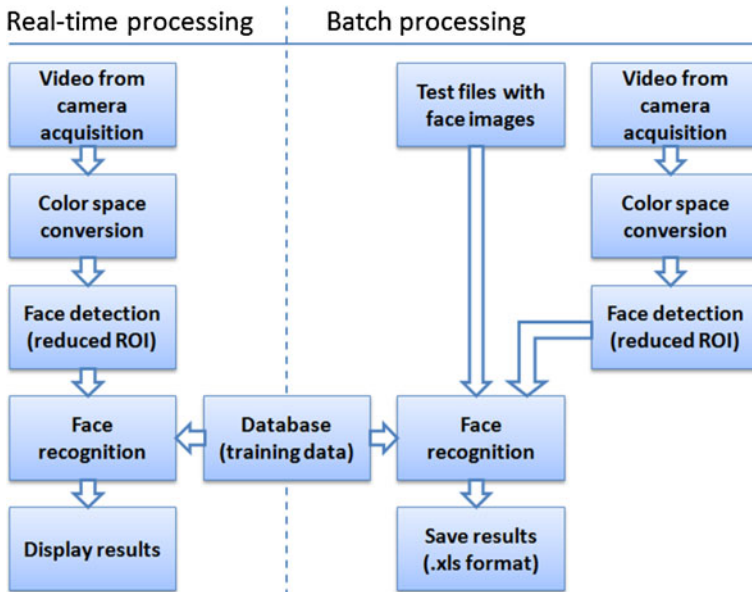 Real-time processing
Batch processing
Video from
camera
acquisition
Color space
conversion
Face detection
(reduced ROI)
Face
recognition
Display results
Database
(training data)
Test files with
face images
Face
recognition
Save results
(.xls format)
Video from
camera
acquisition
Color space
conversion
Face detection
(reduced ROI)